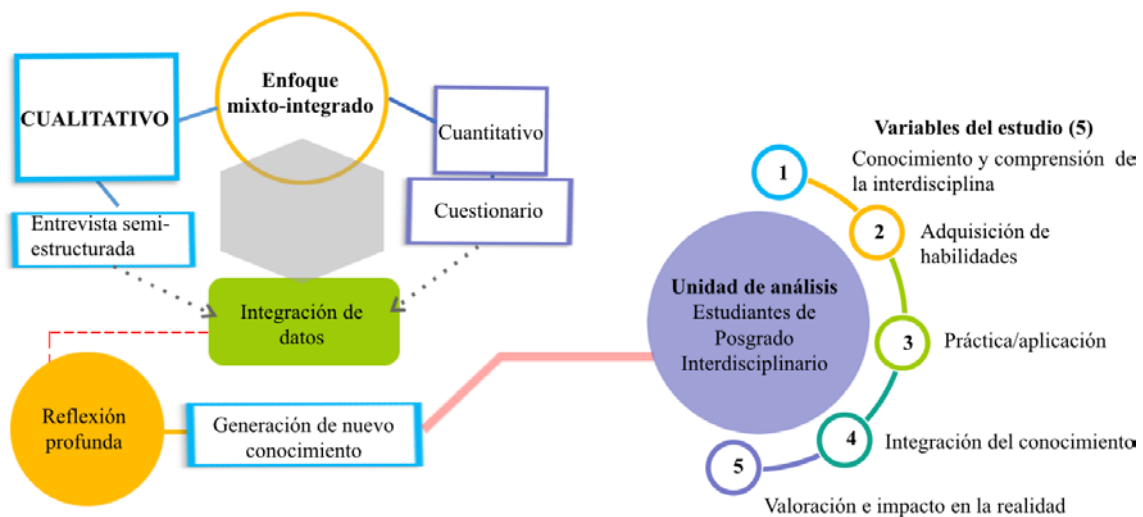 Enfoque
mixto-integrado
CUALITATIVO
Cuantitativo
Entrevista semi-
estructurada
Cuestionario
Integración de
datos
Reflexión
profunda
Generación de nuevo
conocimiento
Unidad de análisis
Estudiantes de
Posgrado
Interdisciplinario
Variables del estudio (5)
1
Conocimiento y comprensión de
la interdisciplina
2
Adquisición de
habilidades
3
Práctica/aplicación
4
Integración del conocimiento
5
Valoración e impacto en la realidad